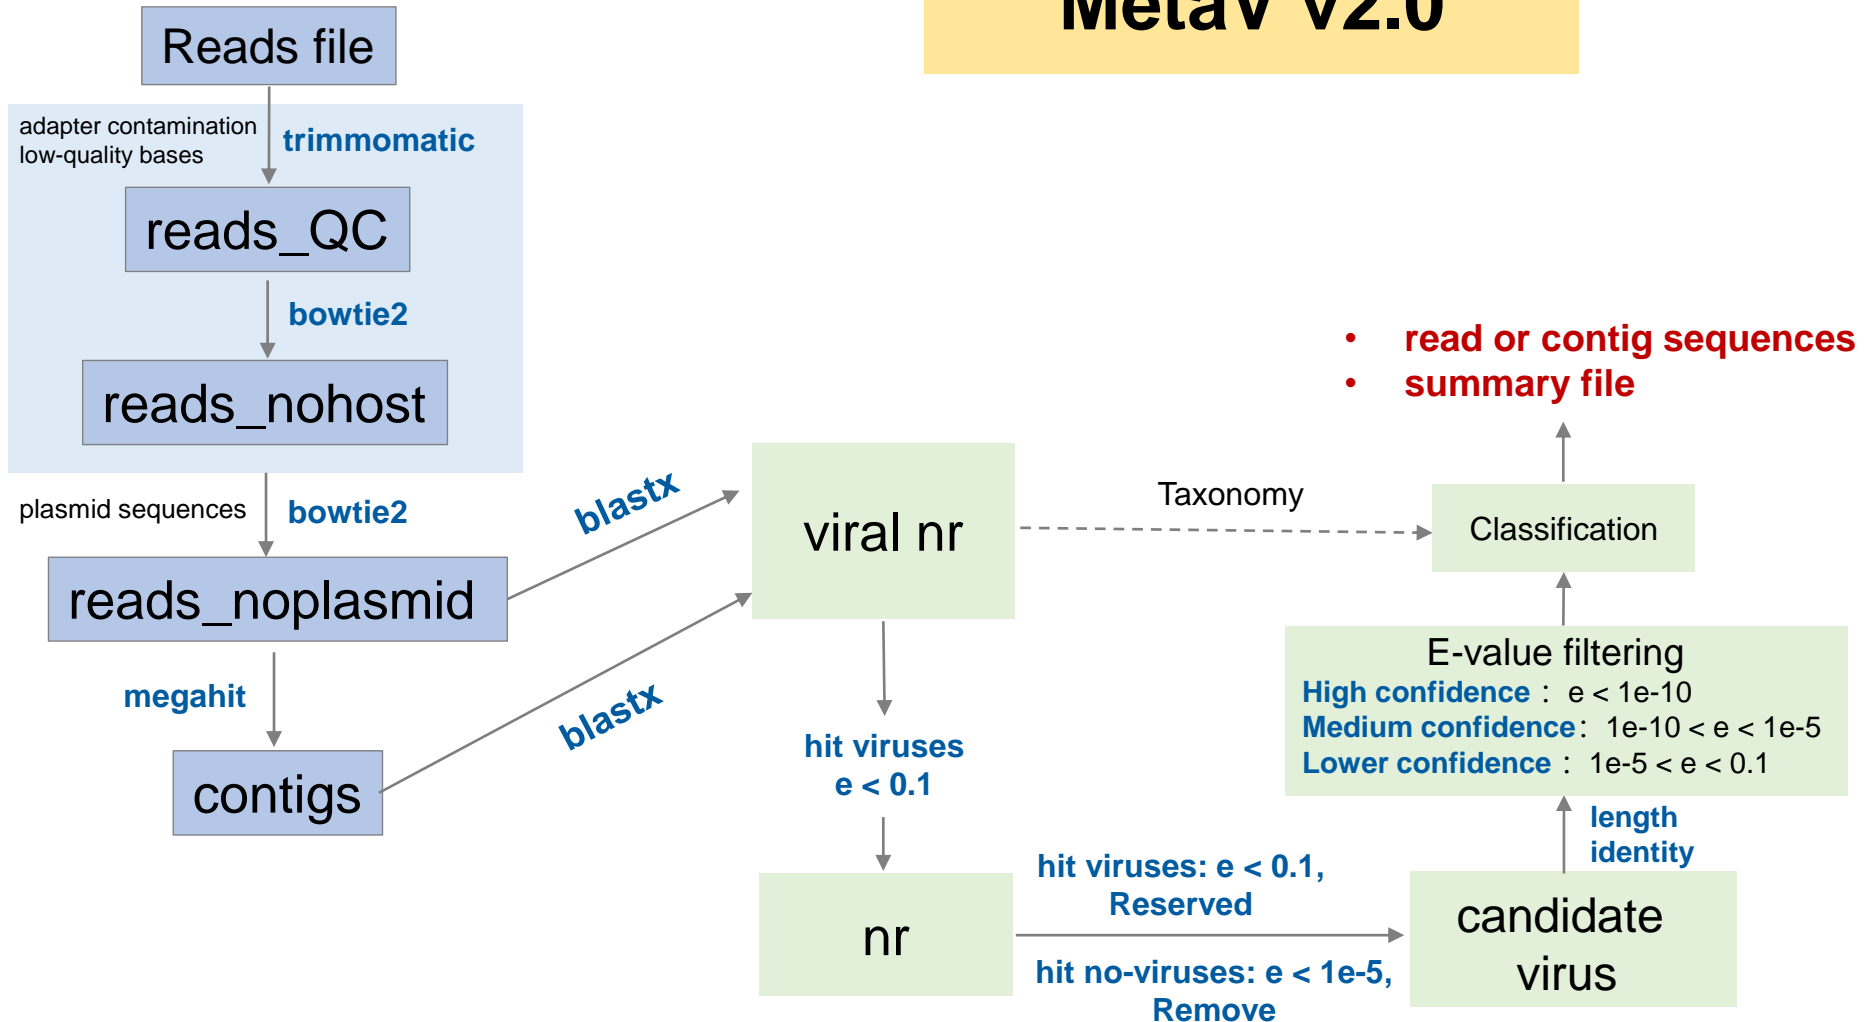 MetaV v2.0
Reads file
adapter contamination
low-quality bases
trimmomatic
reads_QC
bowtie2
reads_nohost
plasmid sequences
bowtie2
reads_noplasmid
megahit
contigs
blastx
blastx
viral nr
hit viruses
e < 0.1
nr
hit viruses: e < 0.1,
Reserved
hit no-viruses: e < 1e-5,
Remove
candidate
virus
length
identity
E-value filtering
High confidence : e < 1e-10
Medium confidence: 1e-10 < e < 1e-5
Lower confidence : 1e-5 < e < 0.1
Taxonomy
Classification
• read or contig sequences
• summary file